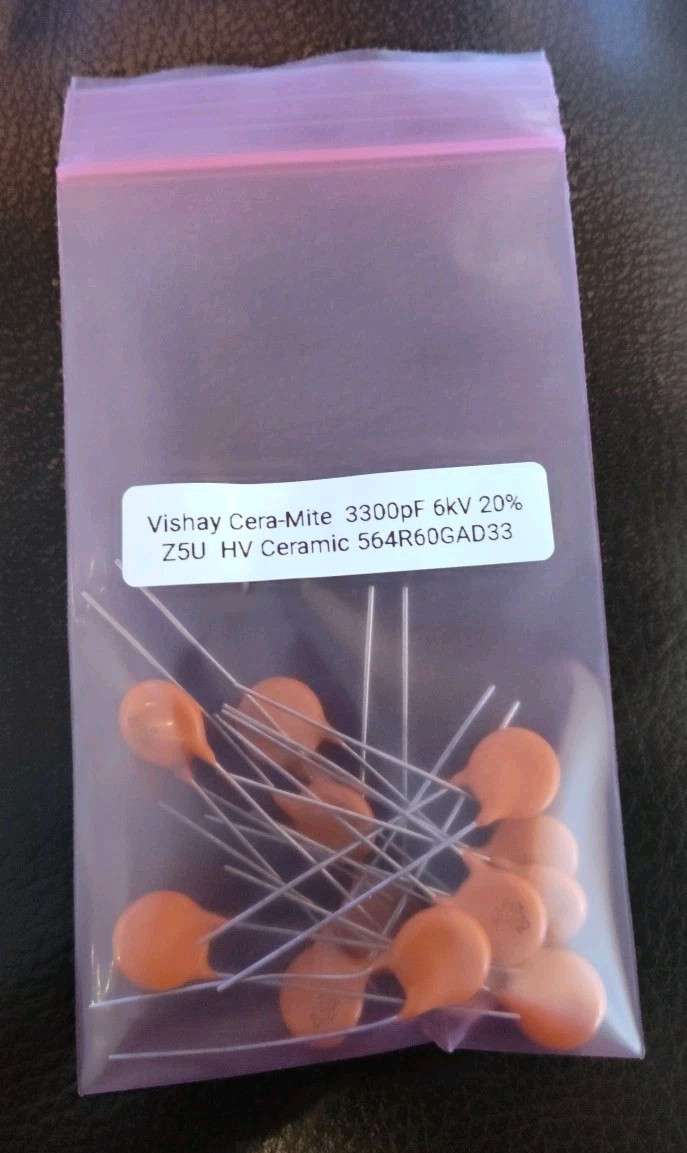 Vishay Cera-Mite 3300pF 6kV 20%
Z5U HV Ceramic 564R60GAD33